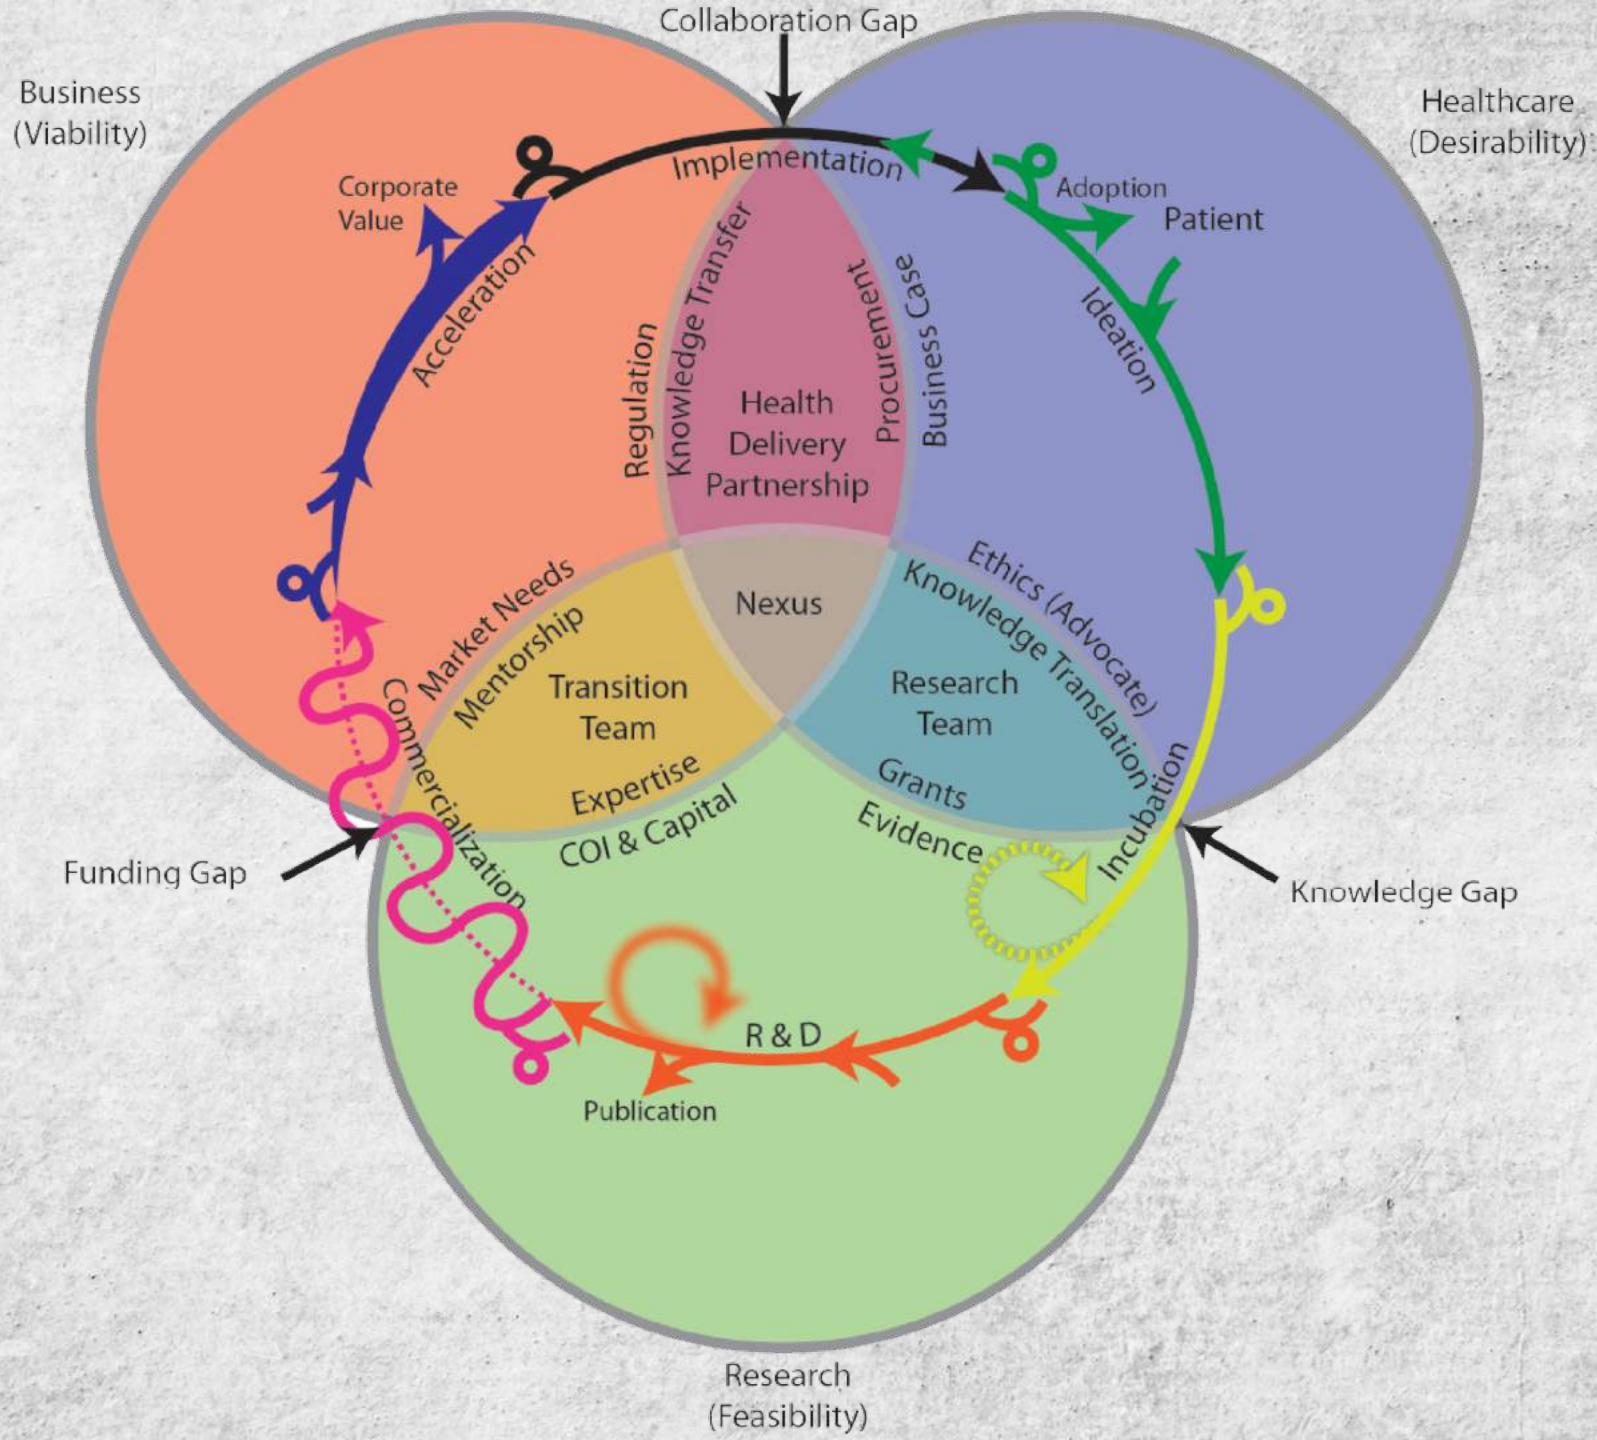 Collaboration Gap
Business
(Viability)
Healthcare
(Desirability)
Implementation
Corporate
Value
Adoption
Patient
Acceleration
Ideation
Regulation
Knowledge Transfer
Procurement
Business Case
Health
Delivery
Partnership
Nexus
Market Needs
Mentorship
Transition
Team
Expertise
COI & Capital
Ethics (Advocate)
Knowledge Translation
Research
Team
Grants
Evidence
Commercialization
Incubation
Funding Gap
Knowledge Gap
R & D
Publication
Research
(Feasibility)